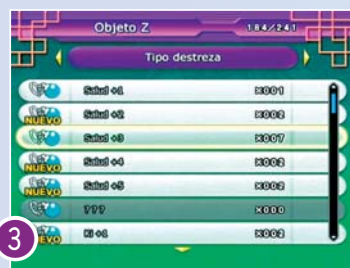 Objeto Z 184/241
Tipo destreza
Salud +1 X001
NUEVO Salud +2 X002
Salud +3 X007
NUEVO Salud +4 X002
NUEVO Salud +5 X002
??? X000
NUEVO Ki +1 X002
3